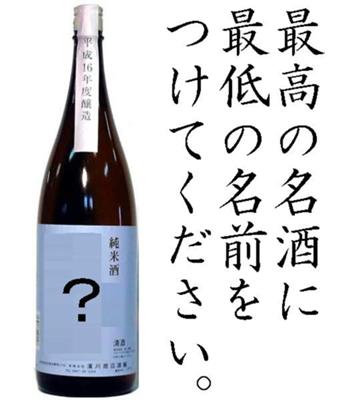 最高の名酒に
最低の名前を
つけてください。
平成16年度醸造
純米酒
?
清酒